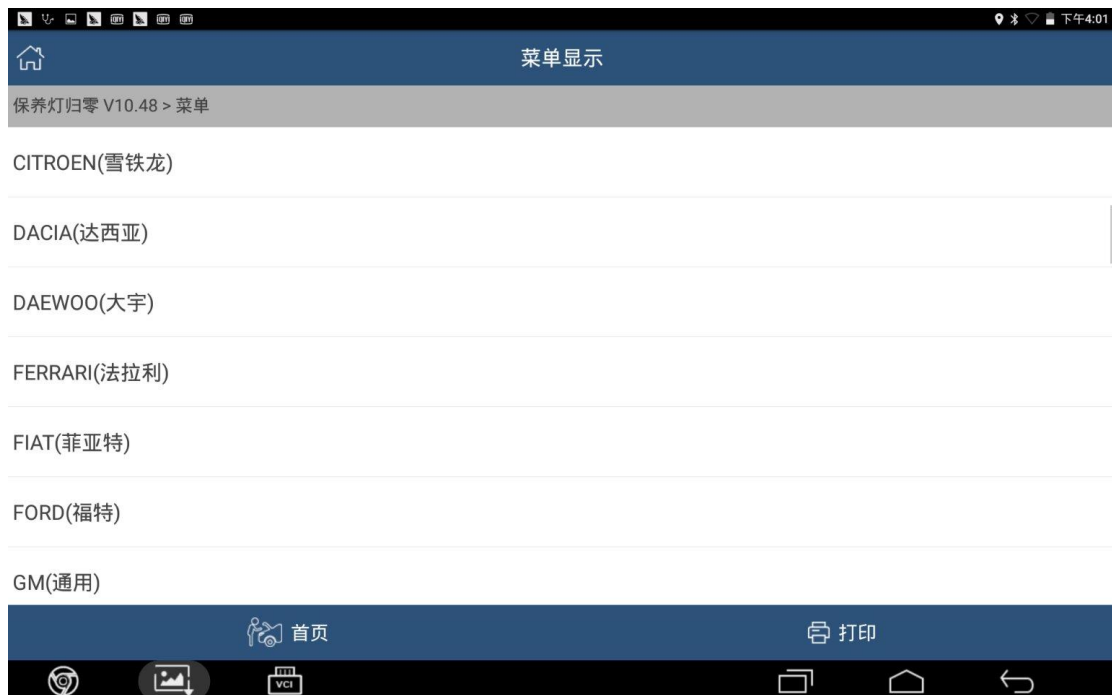 下午4:01
菜单显示
保养灯归零 V10.48 > 菜单
CITROEN(雪铁龙)
DACIA(达西亚)
DAEWOO(大宇)
FERRARI(法拉利)
FIAT(菲亚特)
FORD(福特)
GM(通用)
首页
打印
VCI